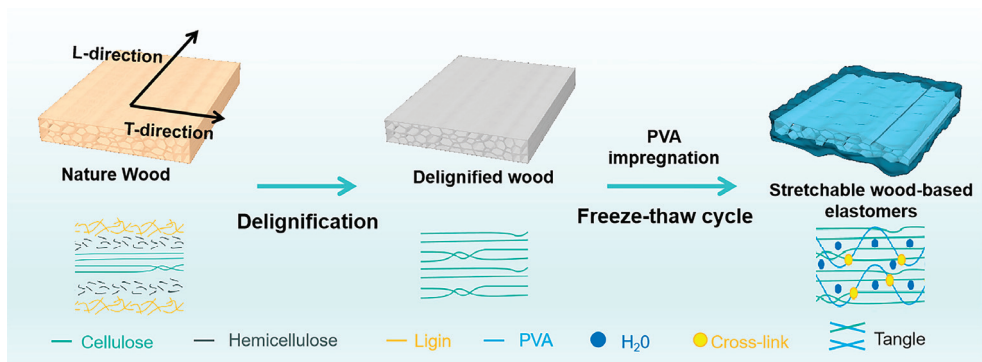 L-direction
T-direction
Nature Wood
Delignification
Delignified wood
PVA
impregnation
Freeze-thaw cycle
Stretchable wood-based
elastomers
Cellulose
Hemicellulose
Ligin
PVA
H₂0
Cross-link
Tangle